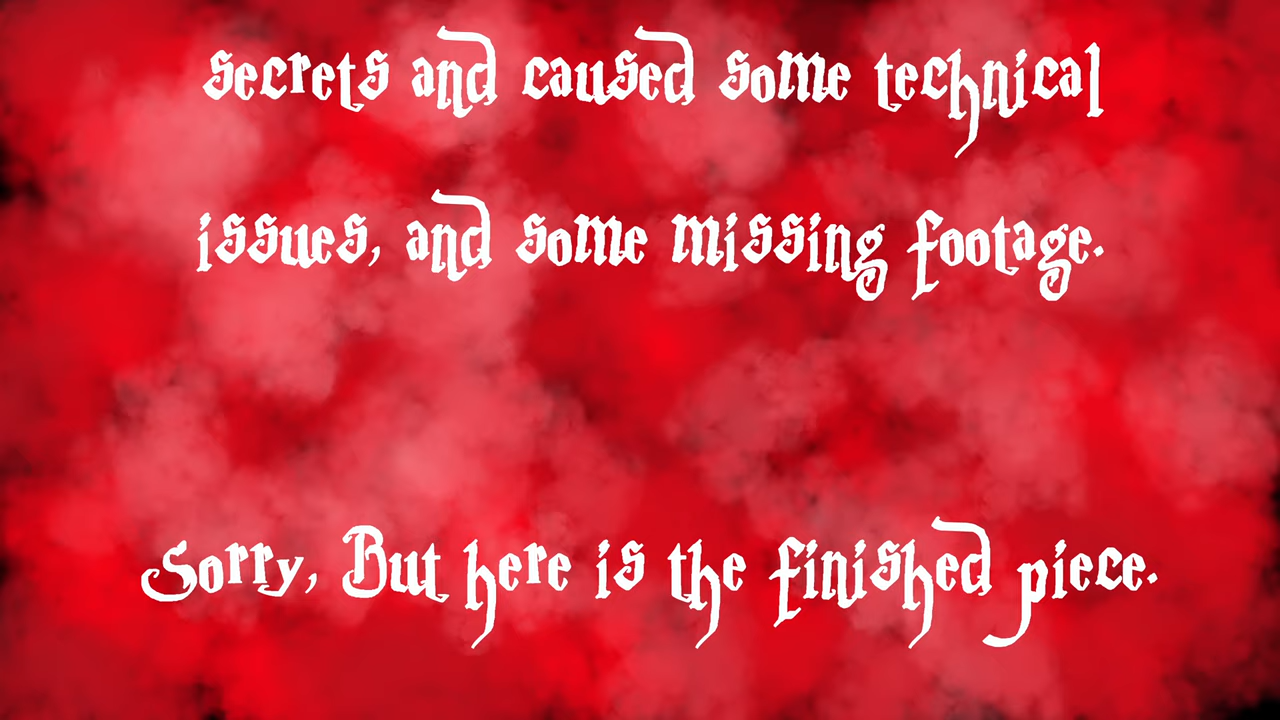 secrets and caused some technical
issues, and some missing footage.
Sorry, But here is the finished piece.